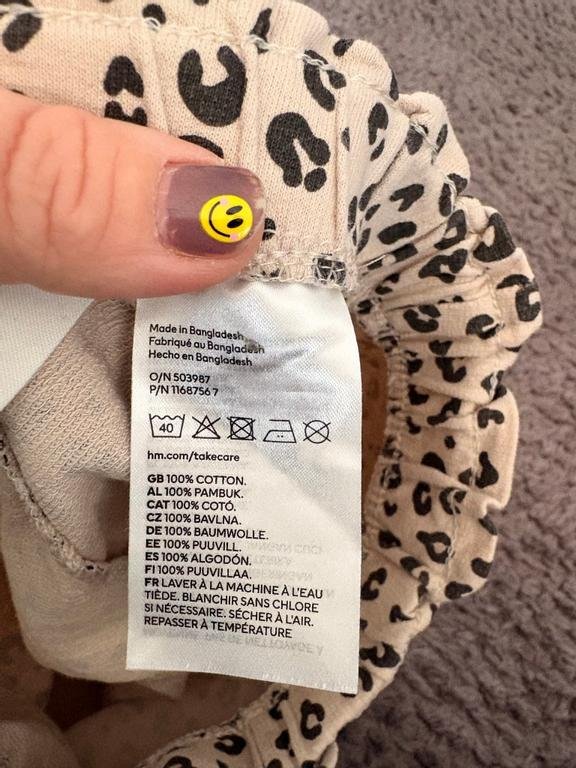 Made in Bangladesh
Fabriqué au Bangladesh
Hecho en Bangladesh
O/N 503987
P/N 1168756 7
40
hm.com/takecare
GB 100% COTTON.
AL 100% PAMBUK.
CAT 100% COTÓ.
CZ 100% BAVLNA.
DE 100% BAUMWOLLE.
EE 100% PUUVILL.
ES 100% ALGODÓN.
FI 100% PUUVILLAA.
FR LAVER À LA MACHINE À L'EAU
TIÈDE. BLANCHIR SANS CHLORE
SI NÉCESSAIRE. SÉCHER À L'AIR.
REPASSER À TEMPÉRATURE